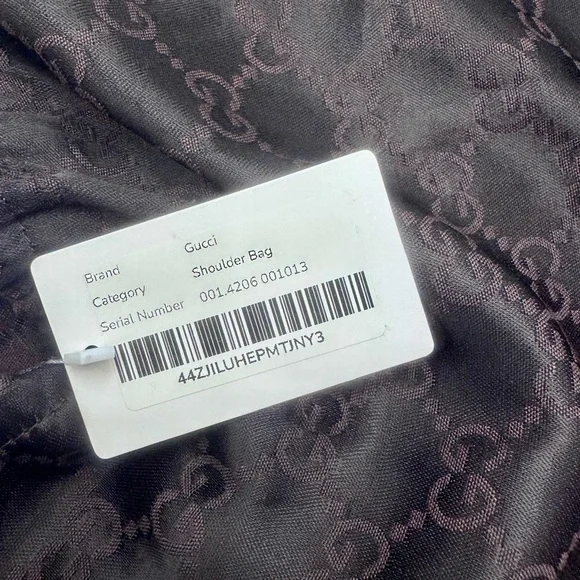 Brand Gucci
Category Shoulder Bag
Serial Number 001.4206 001013
44ZJILUHEPMTJNY3